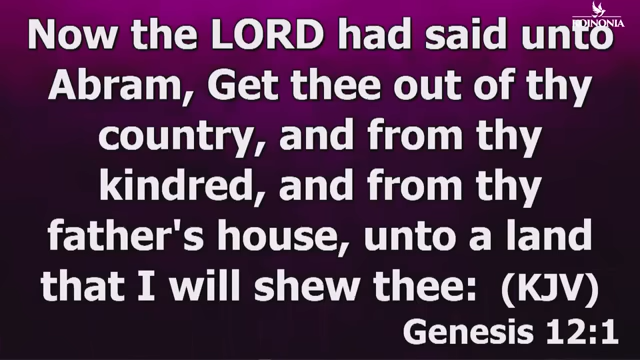 KOINONIA
Now the LORD had said unto
Abram, Get thee out of thy
country, and from thy
kindred, and from thy
father's house, unto a land
that I will shew thee: (KJV)
Genesis 12:1